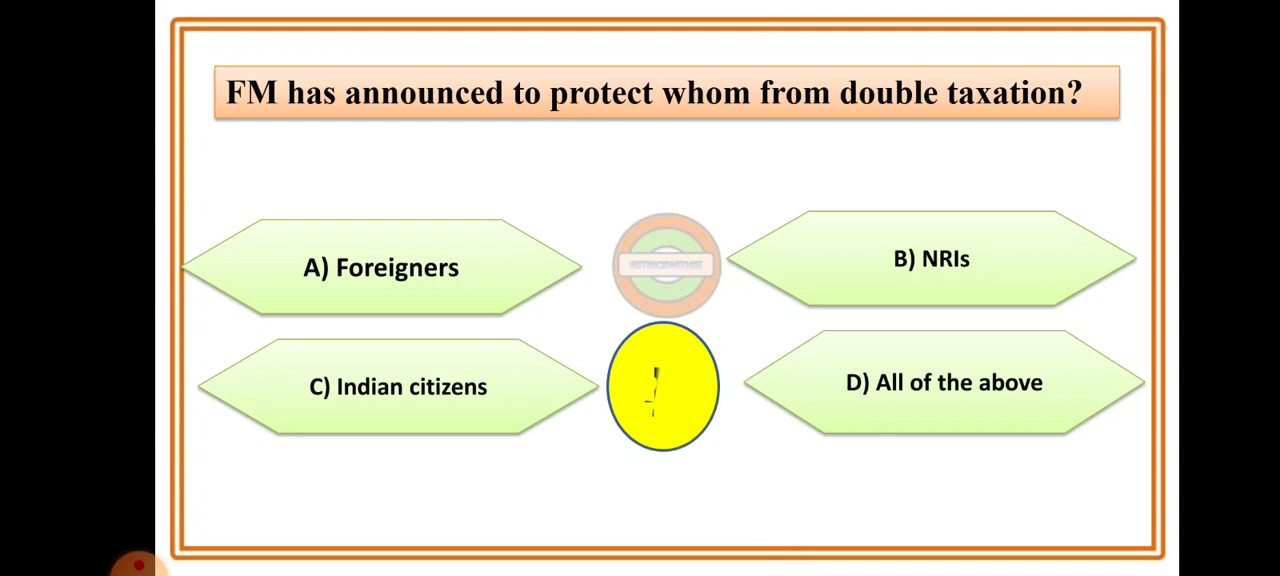 FM has announced to protect whom from double taxation?
A) Foreigners
B) NRIs
C) Indian citizens
D) All of the above